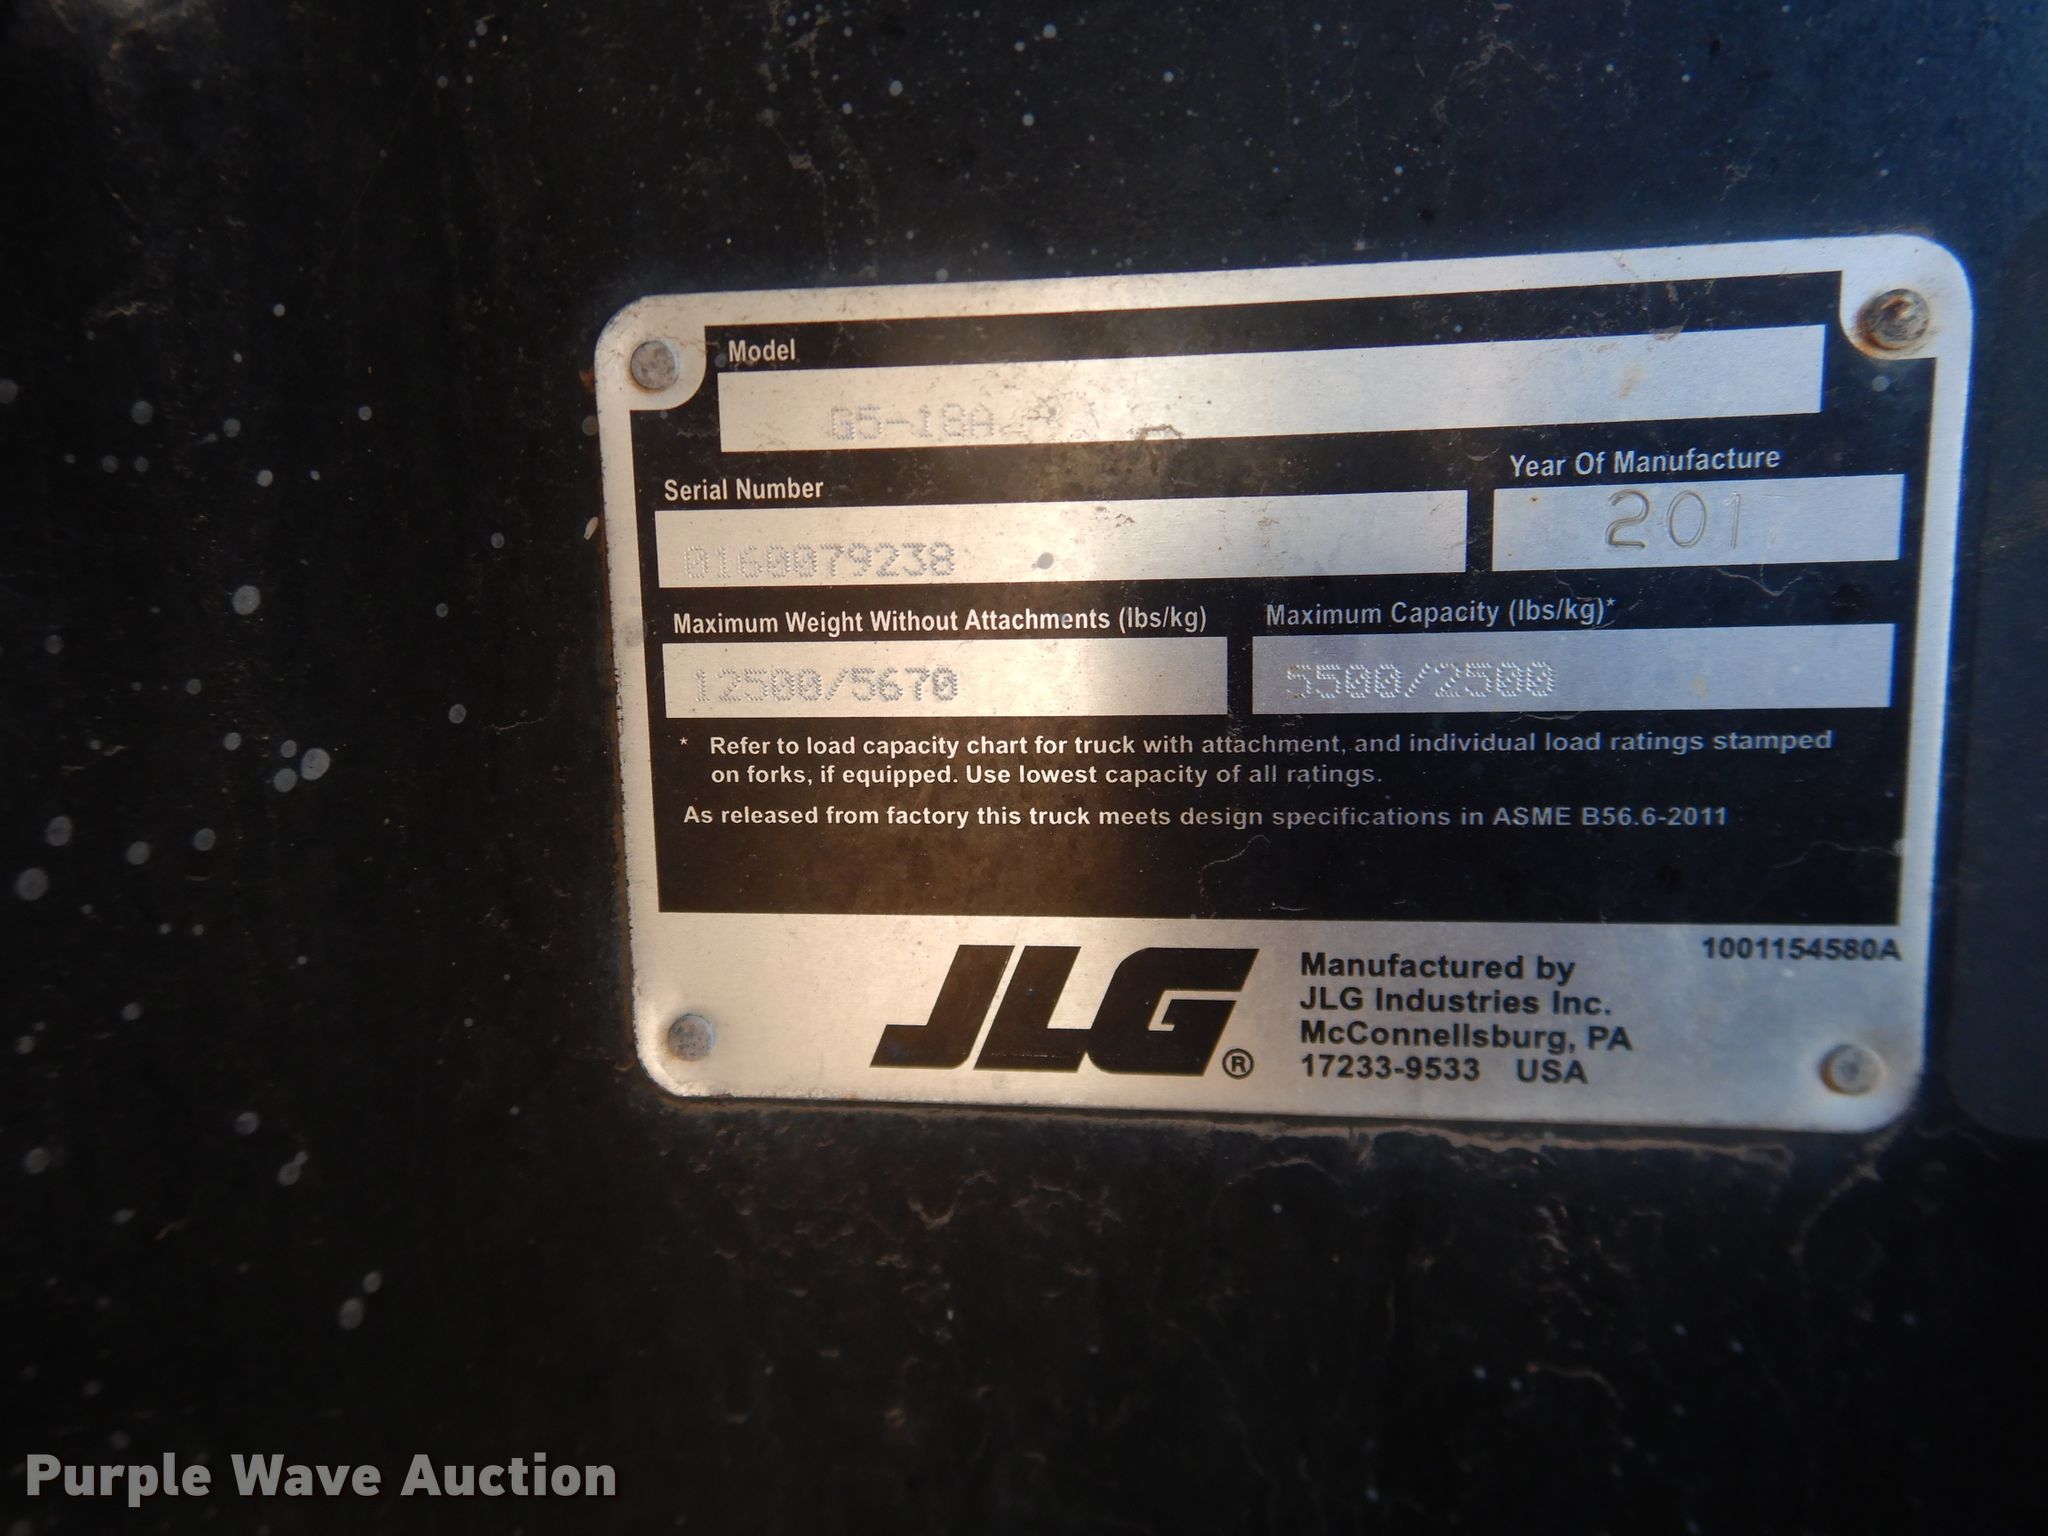 Model
G5-18A
Serial Number
0160079238
Year Of Manufacture
2017
Maximum Weight Without Attachments (lbs/kg)
12500/5670
Maximum Capacity (lbs/kg)*
5500/2500
* Refer to load capacity chart for truck with attachment, and individual load ratings stamped
on forks, if equipped. Use lowest capacity of all ratings.
As released from factory this truck meets design specifications in ASME B56.6-2011
1001154580A
JLG®
Manufactured by
JLG Industries Inc.
McConnellsburg, PA
17233-9533 USA
Purple Wave Auction